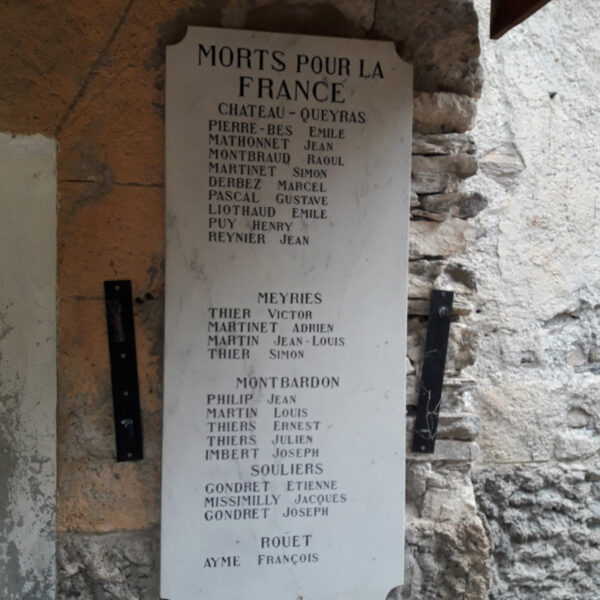 MORTS POUR LA
FRANCE
CHATEAU-QUEYRAS
PIERRE-BES EMILE
MATHONNET JEAN
MONTBRAUD RAOUL
MARTINET SIMON
DERBEZ MARCEL
PASCAL GUSTAVE
LIOTHAUD EMILE
PUY HENRY
REYNIER JEAN
MEYRIES
THIER VICTOR
MARTINET ADRIEN
MARTIN JEAN-LOUIS
THIER SIMON
MONTBARDON
PHILIP JEAN
MARTIN LOUIS
THIERS ERNEST
THIERS JULIEN
IMBERT JOSEPH
SOULIERS
GONDRET ETIENNE
MISSIMILLY JACQUES
GONDRET JOSEPH
ROUET
AYME FRANÇOIS